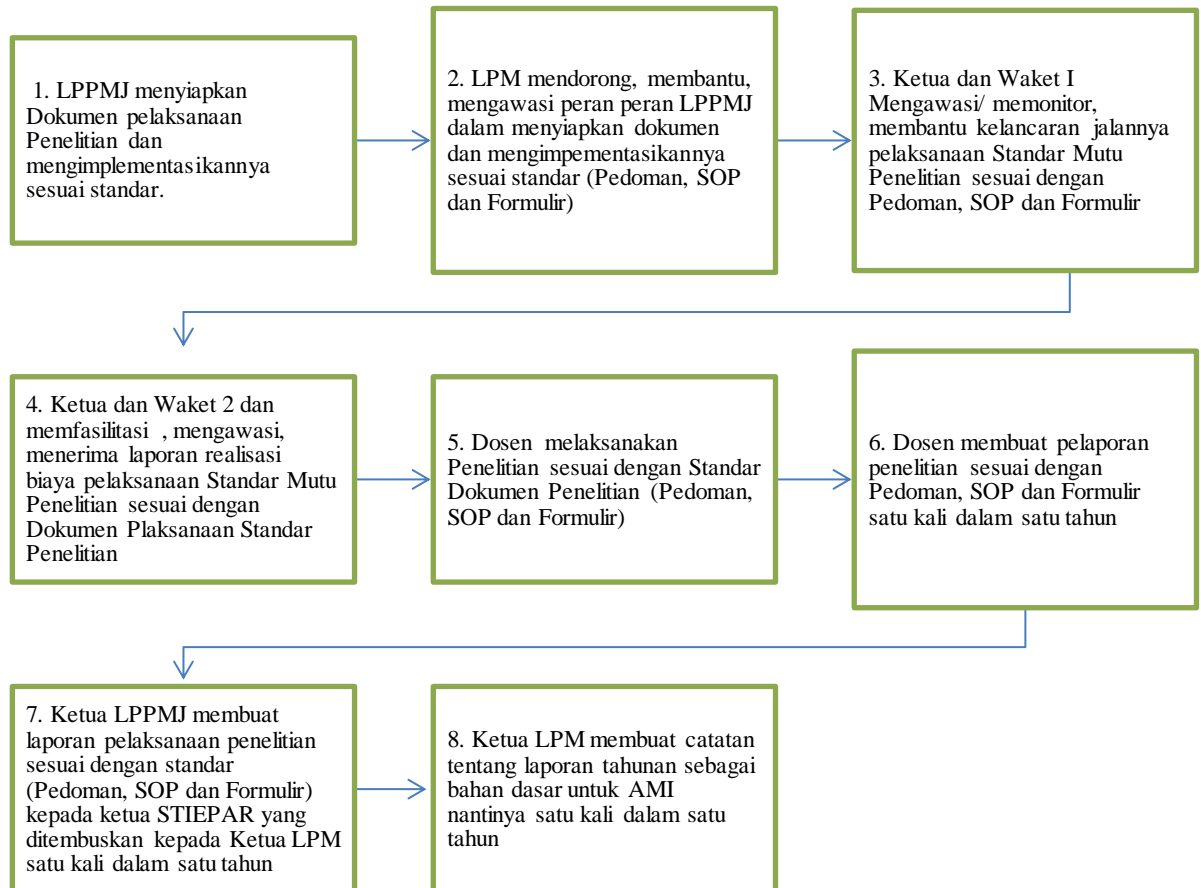 1. LPPMJ menyiapkan
Dokumen pelaksanaan
Penelitian dan
mengimplementasikannya
sesuai standar.
2. LPM mendorong, membantu,
mengawasi peran peran LPPMJ
dalam menyiapkan dokumen
dan mengimpementasikannya
sesuai standar (Pedoman, SOP
dan Formulir)
3. Ketua dan Waket I
Mengawasi/ memonitor,
membantu kelancaran jalannya
pelaksanaan Standar Mutu
Penelitian sesuai dengan
Pedoman, SOP dan Formulir
4. Ketua dan Waket 2 dan
memfasilitasi , mengawasi,
menerima laporan realisasi
biaya pelaksanaan Standar Mutu
Penelitian sesuai dengan
Dokumen Plaksanaan Standar
Penelitian
5. Dosen melaksanakan
Penelitian sesuai dengan Standar
Dokumen Penelitian (Pedoman,
SOP dan Formulir)
6. Dosen membuat pelaporan
penelitian sesuai dengan
Pedoman, SOP dan Formulir
satu kali dalam satu tahun
7. Ketua LPPMJ membuat
laporan pelaksanaan penelitian
sesuai dengan standar
(Pedoman, SOP dan Formulir)
kepada ketua STIEPAR yang
ditembuskan kepada Ketua LPM
satu kali dalam satu tahun
8. Ketua LPM membuat catatan
tentang laporan tahunan sebagai
bahan dasar untuk AMI
nantinya satu kali dalam satu
tahun